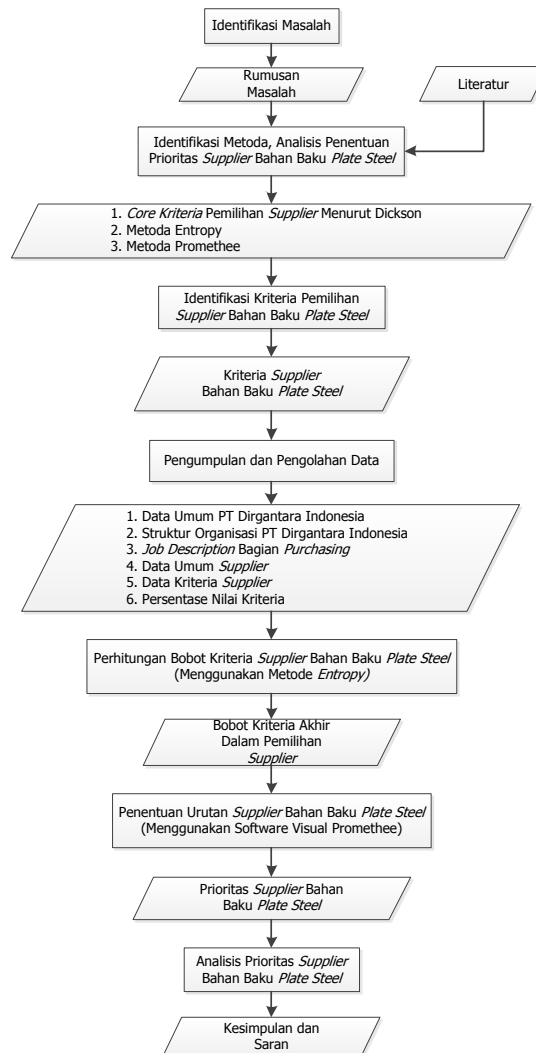 Identifikasi Masalah
Rumusan
Masalah
Literatur
Identifikasi Metoda, Analisis Penentuan
Prioritas Supplier Bahan Baku Plate Steel
1. Core Kriteria Pemilihan Supplier Menurut Dickson
2. Metoda Entropy
3. Metoda Promethee
Identifikasi Kriteria Pemilihan
Supplier Bahan Baku Plate Steel
Kriteria Supplier
Bahan Baku Plate Steel
Pengumpulan dan Pengolahan Data
1. Data Umum PT Dirgantara Indonesia
2. Struktur Organisasi PT Dirgantara Indonesia
3. Job Description Bagian Purchasing
4. Data Umum Supplier
5. Data Kriteria Supplier
6. Persentase Nilai Kriteria
Perhitungan Bobot Kriteria Supplier Bahan Baku Plate Steel
(Menggunakan Metode Entropy)
Bobot Kriteria Akhir
Dalam Pemilihan
Supplier
Penentuan Urutan Supplier Bahan Baku Plate Steel
(Menggunakan Software Visual Promethee)
Prioritas Supplier Bahan
Baku Plate Steel
Analisis Prioritas Supplier
Bahan Baku Plate Steel
Kesimpulan dan
Saran